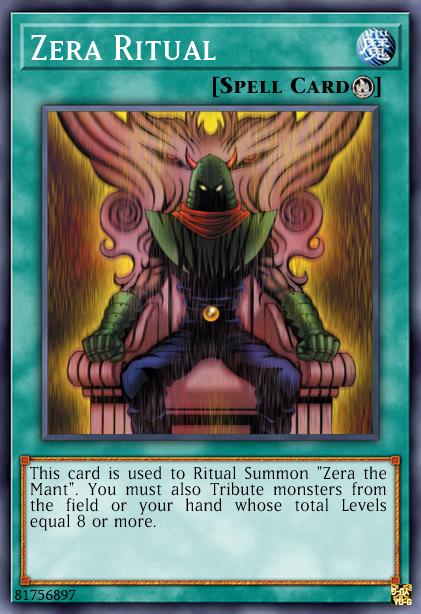 Zera Ritual
魔
[Spell Card]
This card is used to Ritual Summon "Zera the
Mant". You must also Tribute monsters from
the field or your hand whose total Levels
equal 8 or more.
81756897